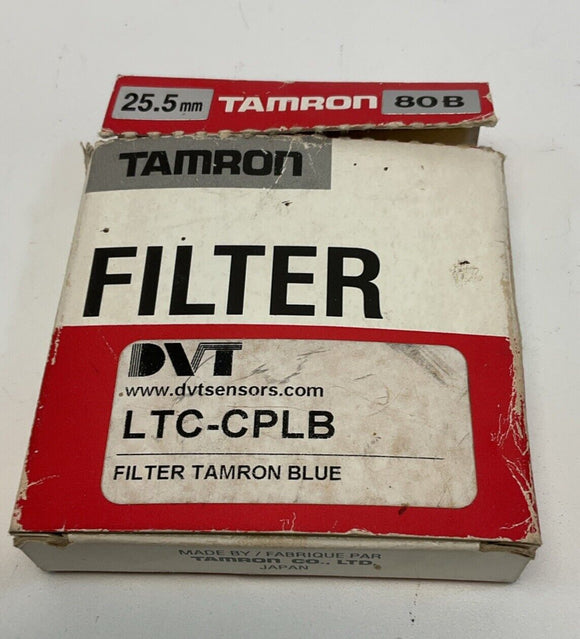 25.5mm TAMRON 80B
TAMRON
FILTER
DVT
www.dvtsensors.com
LTC-CPLB
FILTER TAMRON BLUE
MADE BY / FABRIQUE PAR
TAMRON CO., LTD.
JAPAN